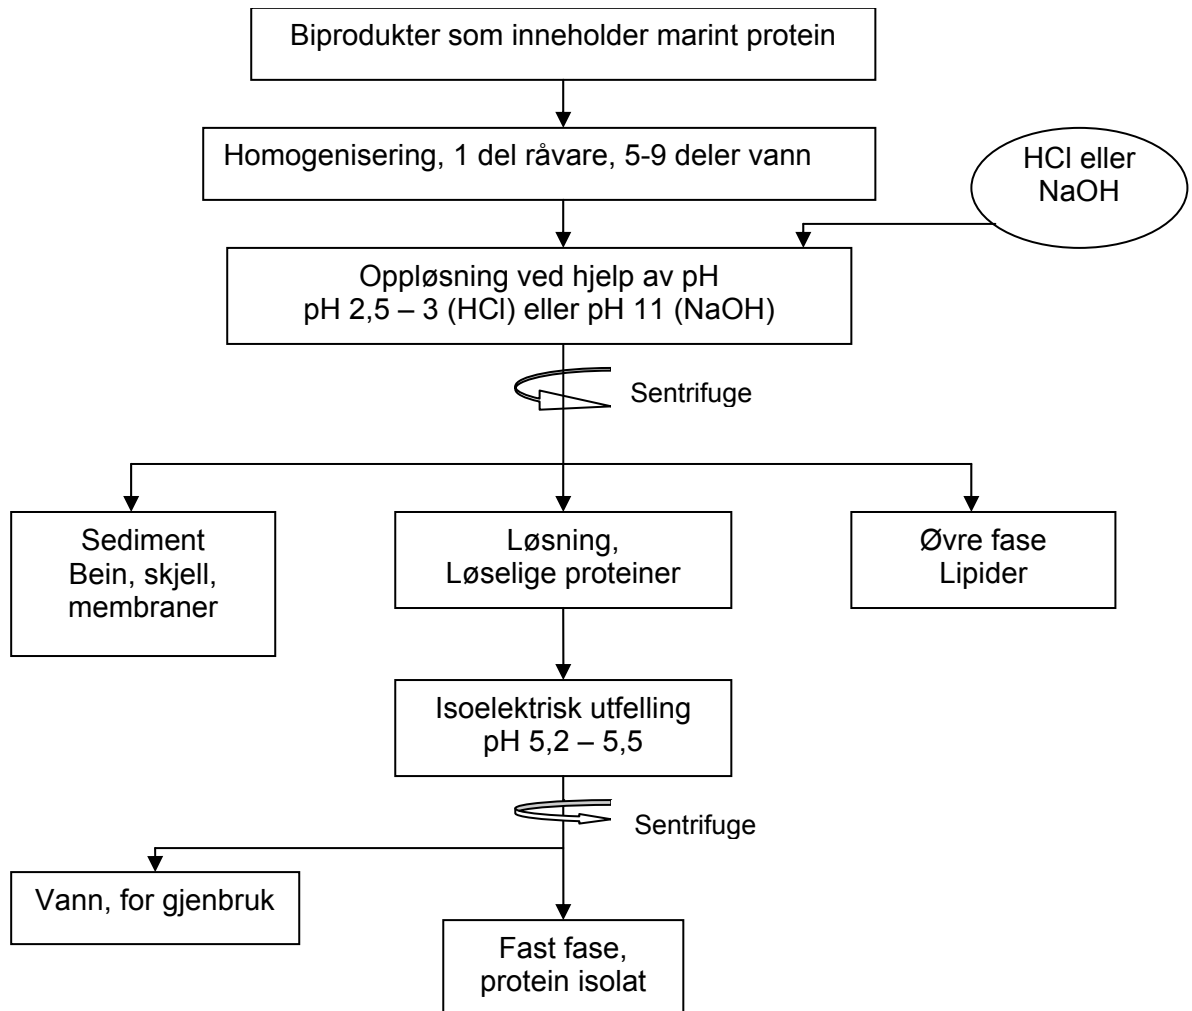 Biprodukter som inneholder marint protein
Homogenisering, 1 del råvare, 5-9 deler vann
HCl eller
NaOH
Oppløsning ved hjelp av pH
pH 2,5 – 3 (HCl) eller pH 11 (NaOH)
Sentrifuge
Sediment
Bein, skjell,
membraner
Løsning,
Løselige proteiner
Øvre fase
Lipider
Isoelektrisk utfelling
pH 5,2 – 5,5
Sentrifuge
Vann, for gjenbruk
Fast fase,
protein isolat